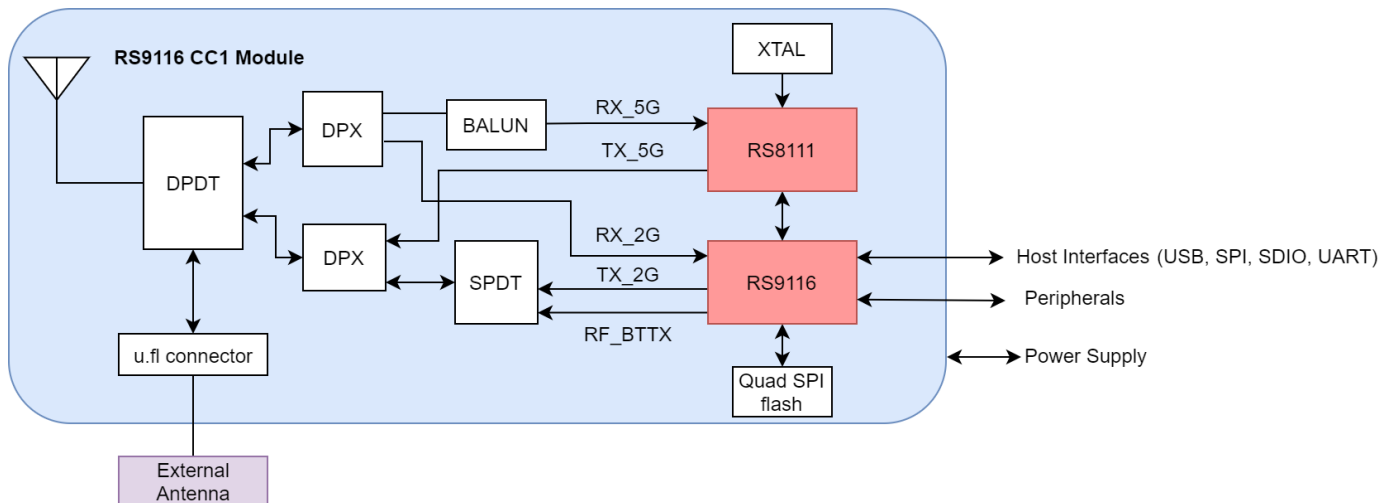 XTAL
RS9116 CC1 Module
RX_5G
DPX
BALUN
TX_5G
RS8111
DPDT
RX_2G
DPX
Host Interfaces (USB, SPI, SDIO, UART)
TX_2G
SPDT
RS9116
Peripherals
RF_BTTX
u.fl connector
Power Supply
Quad SPI
flash
External
Antenna